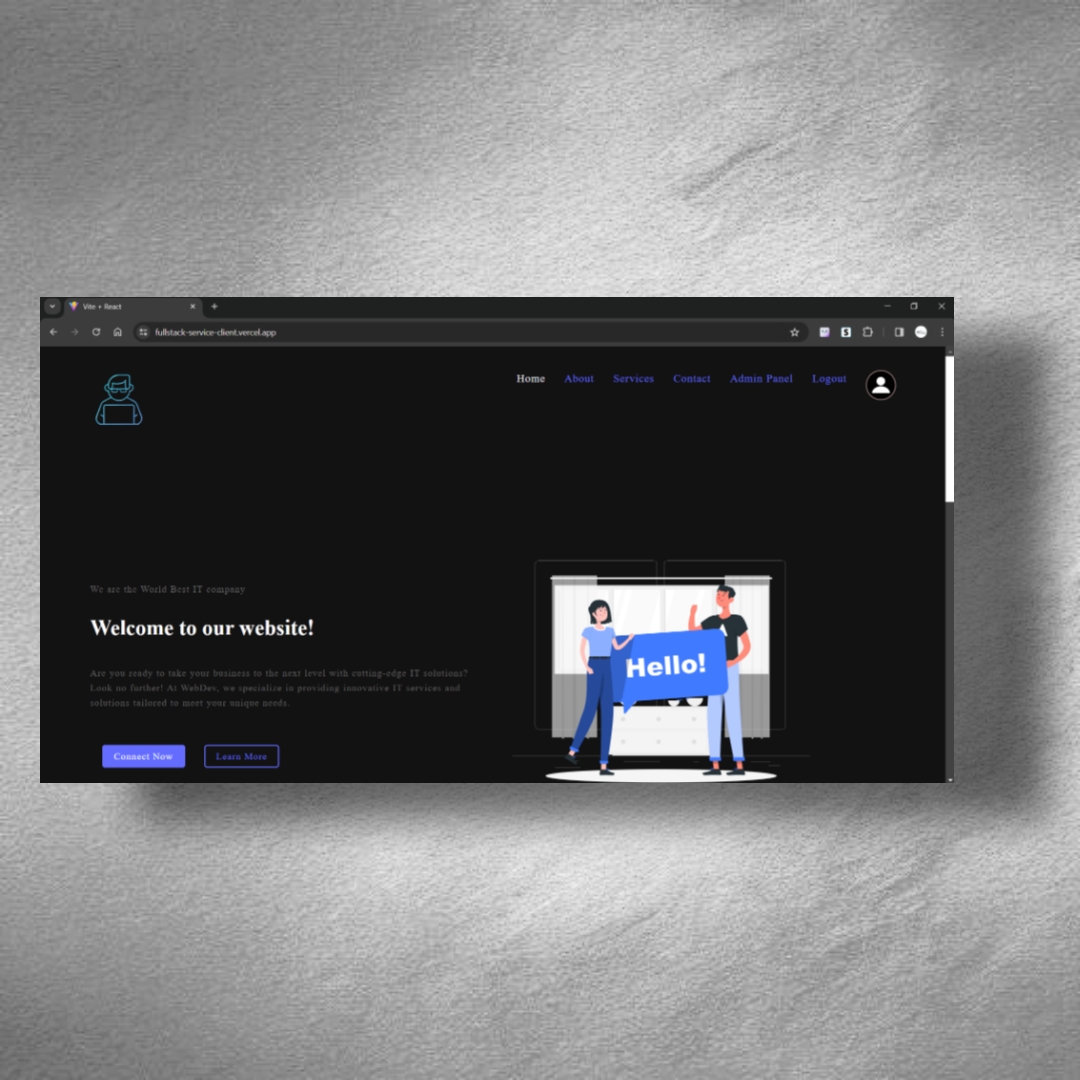 Vite + React
fullstack-service-client.vercel.app
Home About Services Contact Admin Panel Logout
We are the World Best IT company
Welcome to our website!
Are you ready to take your business to the next level with cutting-edge IT solutions?
Look no further! At WebDev, we specialize in providing innovative IT services and
solutions tailored to meet your unique needs.
Connect Now Learn More
Hello!